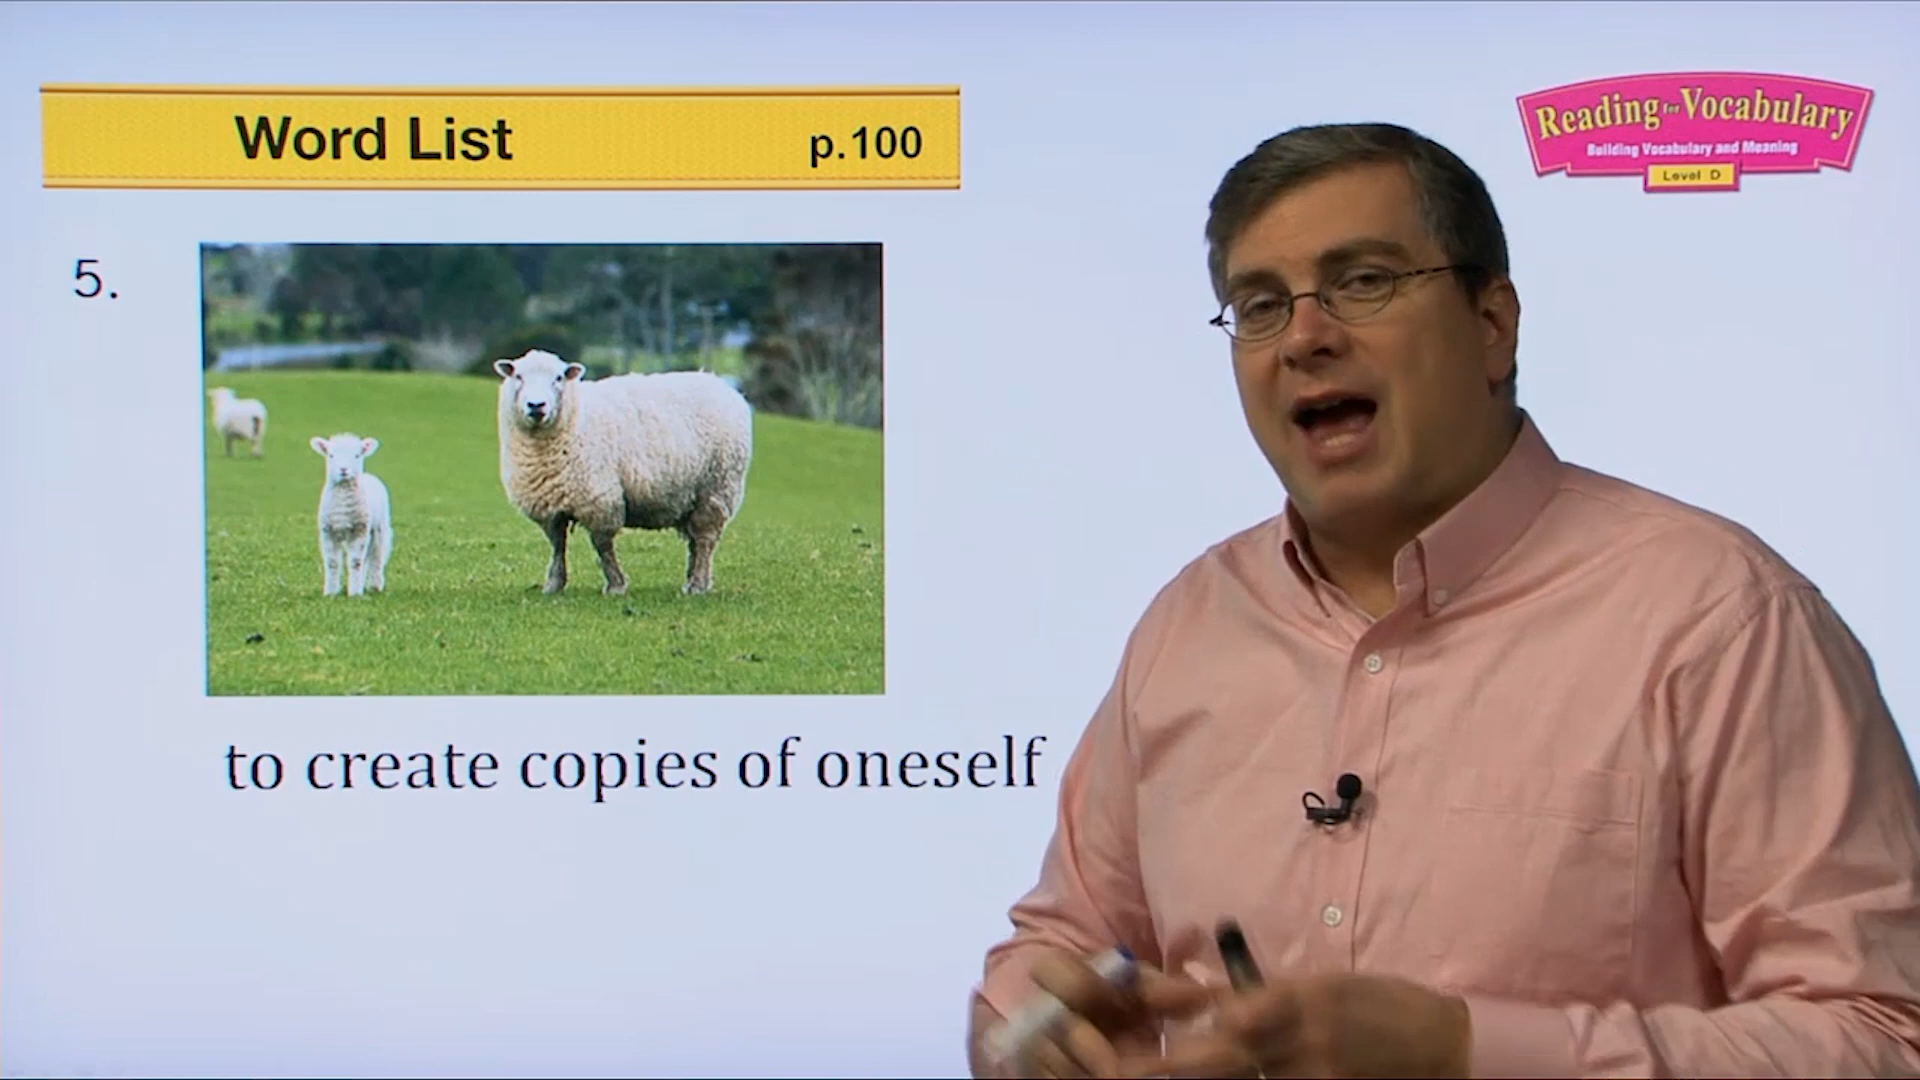 Word List p.100
Reading for Vocabulary
Building Vocabulary and Meaning
Level D
5.
to create copies of oneself